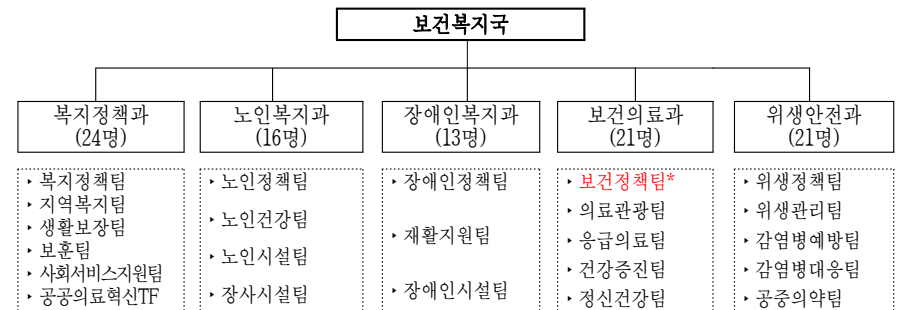 보건복지국
복지정책과
(24명)
노인복지과
(16명)
장애인복지과
(13명)
보건의료과
(21명)
위생안전과
(21명)
‣ 복지정책팀
‣ 지역복지팀
‣ 생활보장팀
‣ 보훈팀
‣ 사회서비스지원팀
‣ 공공의료혁신TF
‣ 노인정책팀
‣ 노인건강팀
‣ 노인시설팀
‣ 장사시설팀
‣ 장애인정책팀
‣ 재활지원팀
‣ 장애인시설팀
‣ 보건정책팀*
‣ 의료관광팀
‣ 응급의료팀
‣ 건강증진팀
‣ 정신건강팀
‣ 위생정책팀
‣ 위생관리팀
‣ 감염병예방팀
‣ 감염병대응팀
‣ 공중의약팀